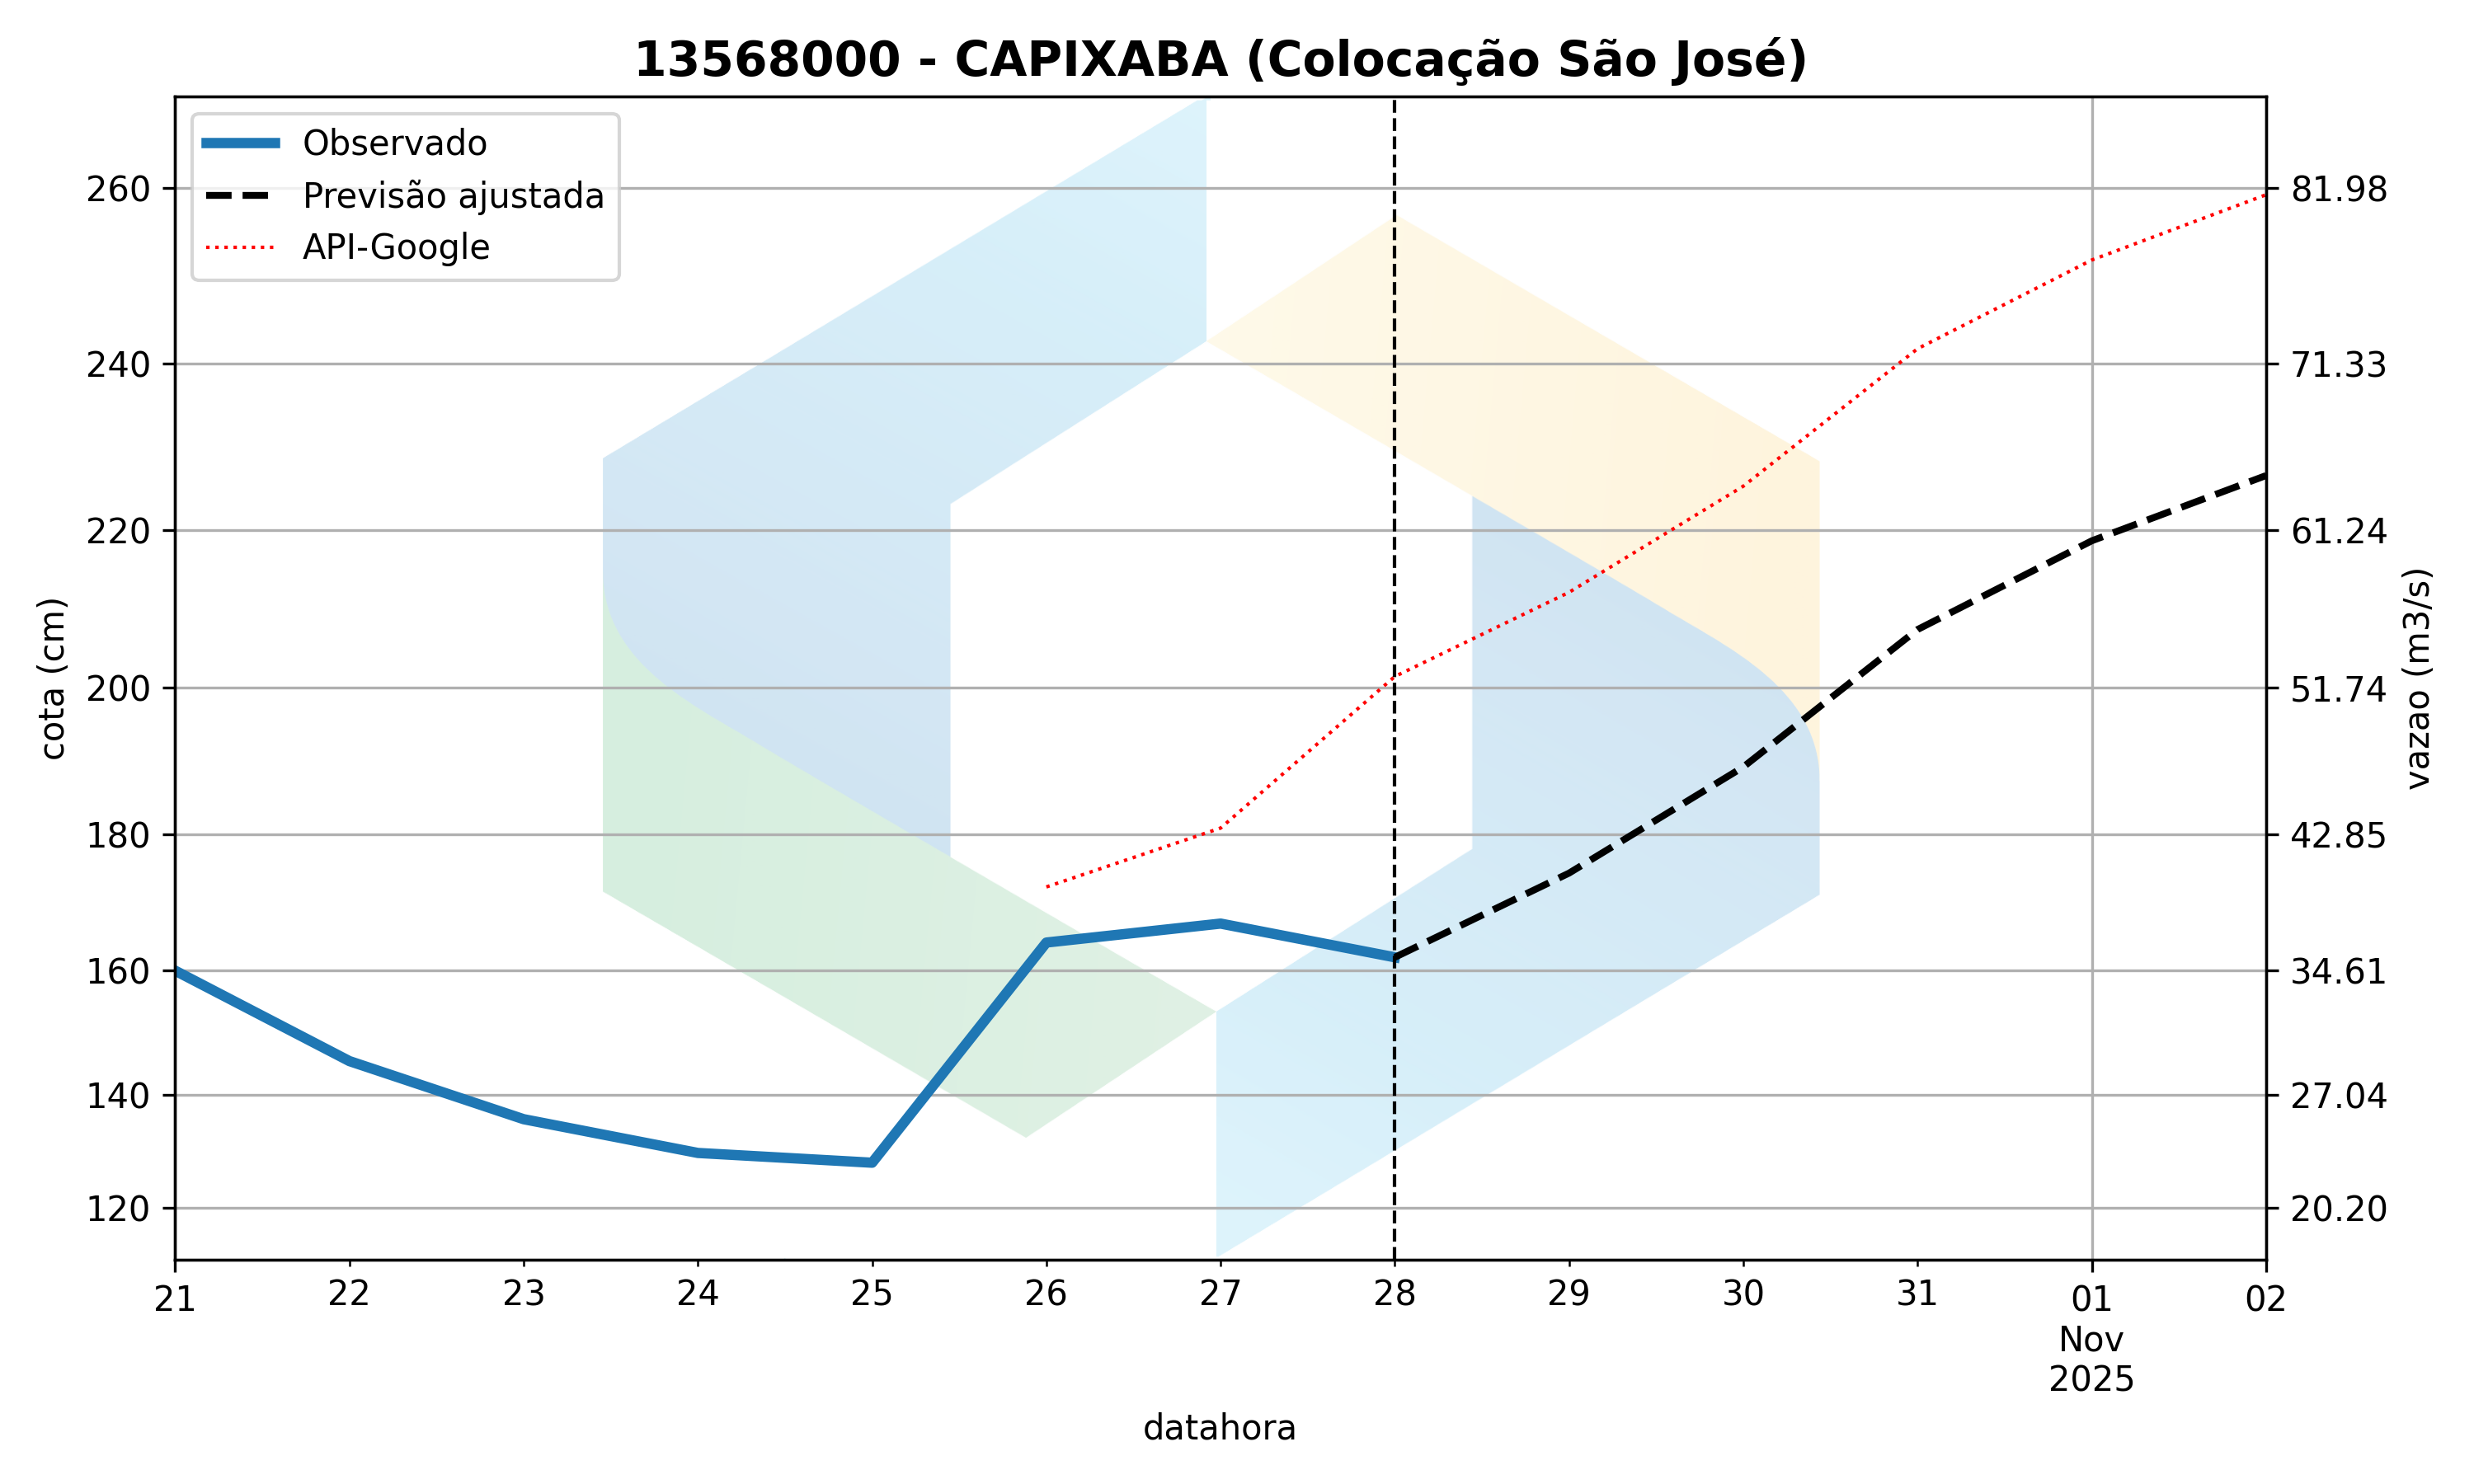 13568000 - CAPIXABA (Colocação São José)
Observado
Previsão ajustada
API-Google
260
240
220
200
180
160
140
120
cota (cm)
81.98
71.33
61.24
51.74
42.85
34.61
27.04
20.20
vazao (m3/s)
21 22 23 24 25 26 27 28 29 30 31 01 02
Nov
2025
datahora